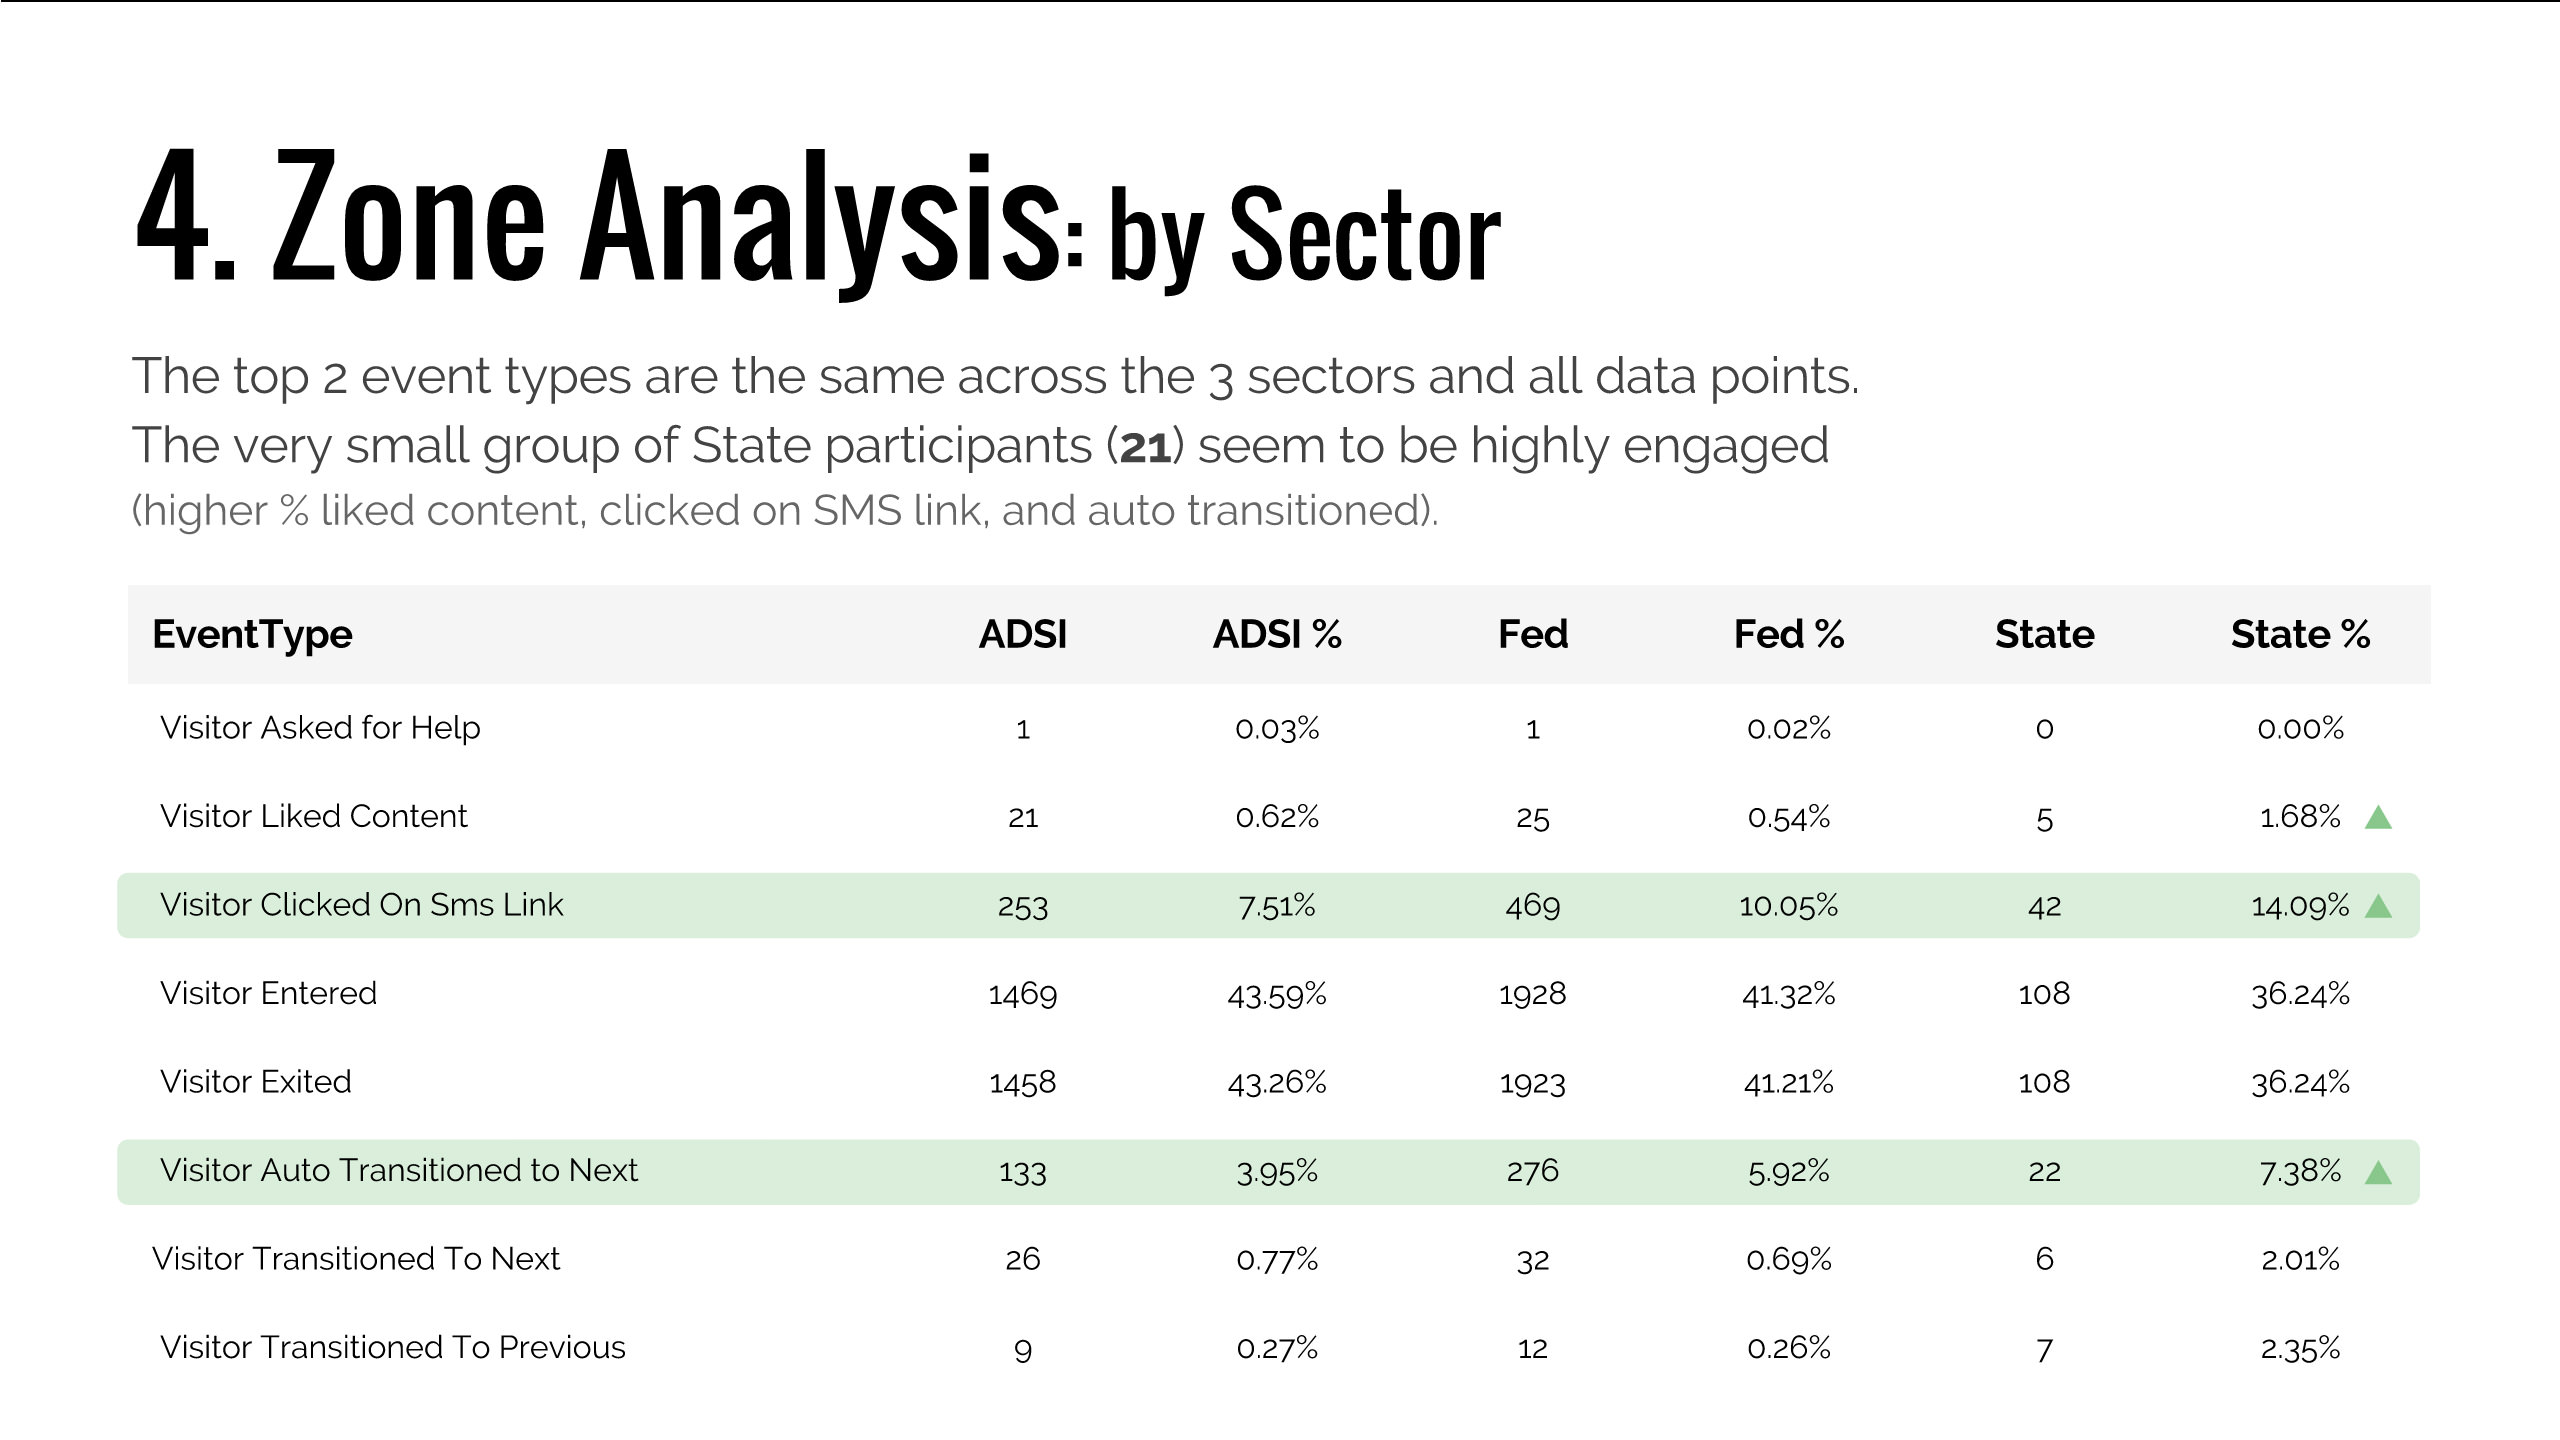 4. Zone Analysis: by Sector
The top 2 event types are the same across the 3 sectors and all data points.
The very small group of State participants (21) seem to be highly engaged
(higher % liked content, clicked on SMS link, and auto transitioned).
EventType ADSI ADSI % Fed Fed % State State %
Visitor Asked for Help 1 0.03% 1 0.02% 0 0.00%
Visitor Liked Content 21 0.62% 25 0.54% 5 1.68%
Visitor Clicked On Sms Link 253 7.51% 469 10.05% 42 14.09%
Visitor Entered 1469 43.59% 1928 41.32% 108 36.24%
Visitor Exited 1458 43.26% 1923 41.21% 108 36.24%
Visitor Auto Transitioned to Next 133 3.95% 276 5.92% 22 7.38%
Visitor Transitioned To Next 26 0.77% 32 0.69% 6 2.01%
Visitor Transitioned To Previous 9 0.27% 12 0.26% 7 2.35%